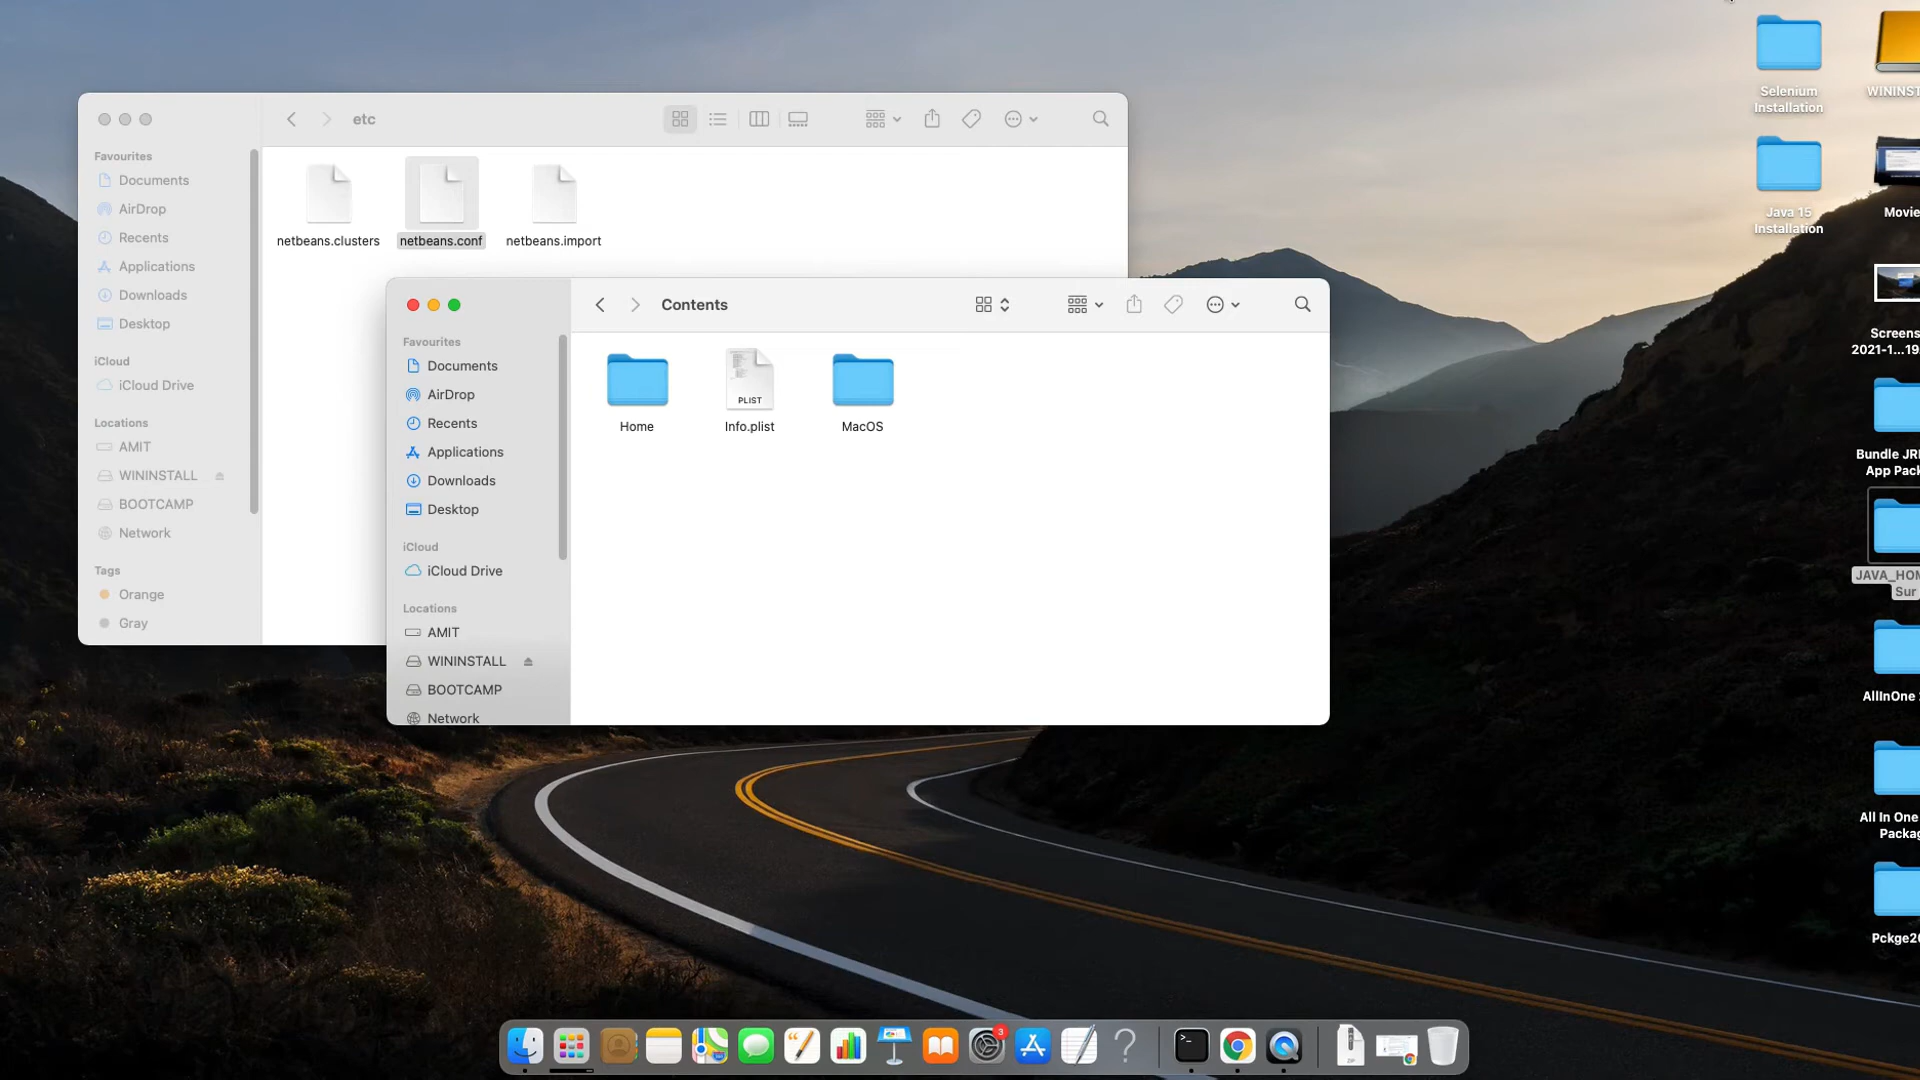 etc
Favourites
Documents
AirDrop
Recents
Applications
Downloads
Desktop
iCloud
iCloud Drive
Locations
AMIT
WININSTALL
BOOTCAMP
Network
Tags
Orange
Gray
netbeans.clusters
netbeans.conf
netbeans.import
Contents
Favourites
Documents
AirDrop
Recents
Applications
Downloads
Desktop
iCloud
iCloud Drive
Locations
AMIT
WININSTALL
BOOTCAMP
Network
PLIST
Home
Info.plist
MacOS
Selenium
Installation
WININST
Java 15
Installation
Movie
Screens
2021-1...19
Bundle JR
App Pack
JAVA_HOM
Sur
AllInOne
All In One
Packag
Pckge20
3
ZIP